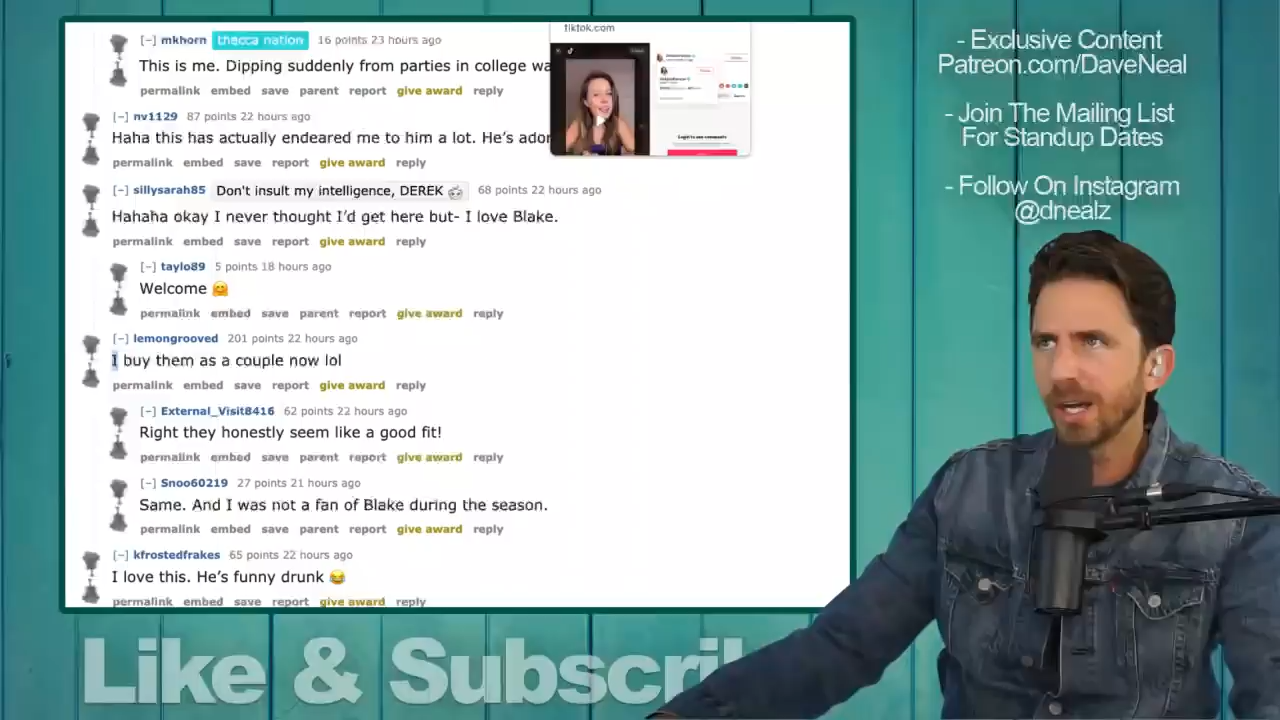 tiktok.com
[-] mkhorn thecca nation 16 points 23 hours ago
This is me. Dipping suddenly from parties in college
permalink embed save parent report give award reply
[-] nv1129 87 points 22 hours ago
Haha this has actually endeared me to him a lot. He's
permalink embed save report give award reply
[-] sillysarah85 Don't insult my intelligence, DEREK 68 points 22 hours ago
Hahaha okay I never thought I'd get here but- I love Blake.
permalink embed save report give award reply
[-] taylo89 5 points 18 hours ago
Welcome 🤗
permalink embed save parent report give award reply
[-] lemongrooved 201 points 22 hours ago
I buy them as a couple now lol
permalink embed save report give award reply
[-] External_Visit8416 62 points 22 hours ago
Right they honestly seem like a good fit!
permalink embed save parent report give award reply
[-] Snoo60219 27 points 21 hours ago
Same. And I was not a fan of Blake during the season.
permalink embed save parent report give award reply
[-] kfrostedfrakes 65 points 22 hours ago
I love this. He's funny drunk 😂
permalink embed save report give award reply
- Exclusive Content
Patreon.com/DaveNeal
- Join The Mailing List
For Standup Dates
- Follow On Instagram
@dnealz
Like & Subscri